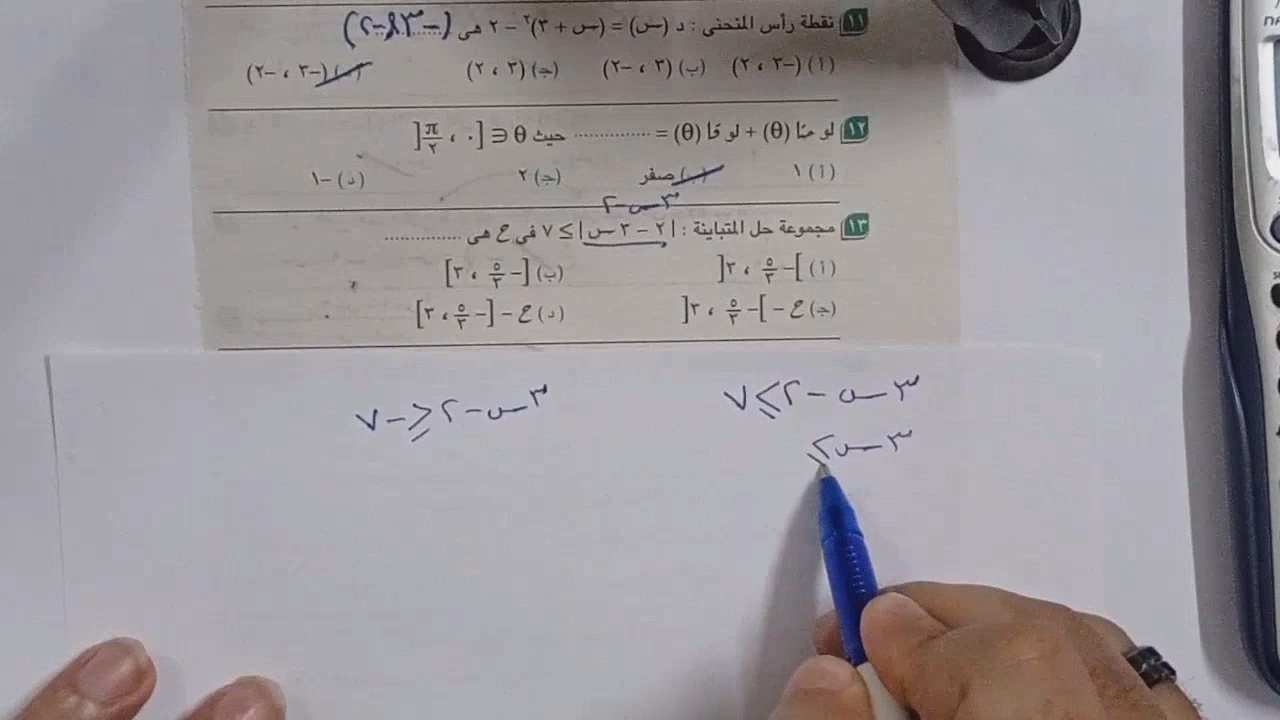 ١١ نقطة رأس المنحنى : د (س) = (س + ٣)² – ٢ هى (–٣، –٢)
(أ) (–٣ ، ٢) (ب) (٣ ، –٢) (جـ) (٣ ، ٢) (د) (–٣ ، –٢)
١٢ لو منا (θ) + لو قا (θ) = .............. حيث θ ∈ [٠ ، π/٢[
(أ) ١ (ب) صفر (جـ) ٢ (د) –١
٣س–٢
١٣ مجموعة حل المتباينة : |٢ – ٣ س| ≥ ٧ فى ع هى ..............
(أ) ]– ٥/٣ ، ٣[ (ب) [– ٥/٣ ، ٣]
(جـ) ع – ]– ٥/٣ ، ٣[ (د) ع – [– ٥/٣ ، ٣]
٣س – ٢ ≥ ٧ ٣س – ٢ ≤ –٧
٣س ≥